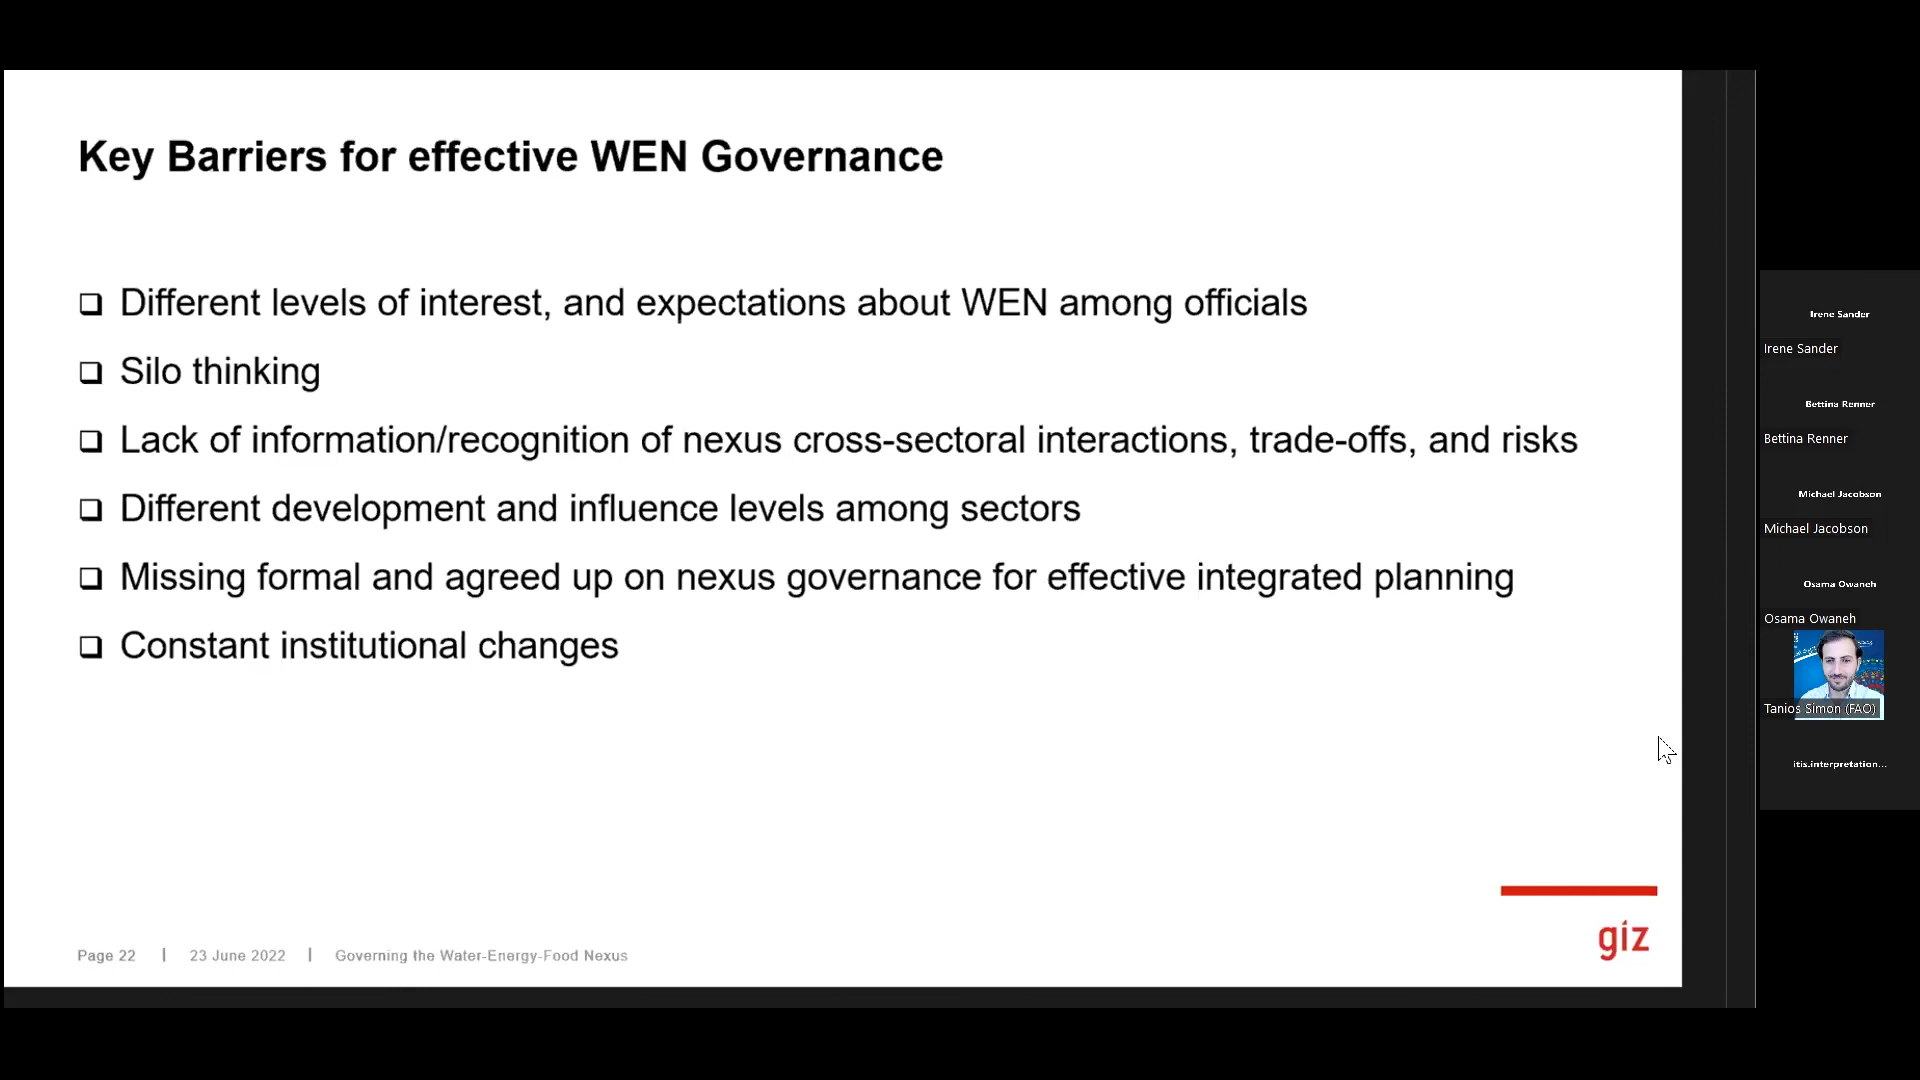 Key Barriers for effective WEN Governance
❑ Different levels of interest, and expectations about WEN among officials
❑ Silo thinking
❑ Lack of information/recognition of nexus cross-sectoral interactions, trade-offs, and risks
❑ Different development and influence levels among sectors
❑ Missing formal and agreed up on nexus governance for effective integrated planning
❑ Constant institutional changes
giz
Page 22 | 23 June 2022 | Governing the Water-Energy-Food Nexus
Irene Sander
Irene Sander
Bettina Renner
Bettina Renner
Michael Jacobson
Michael Jacobson
Osama Owaneh
Osama Owaneh
Tanios Simon (FAO)
itis.interpretation...